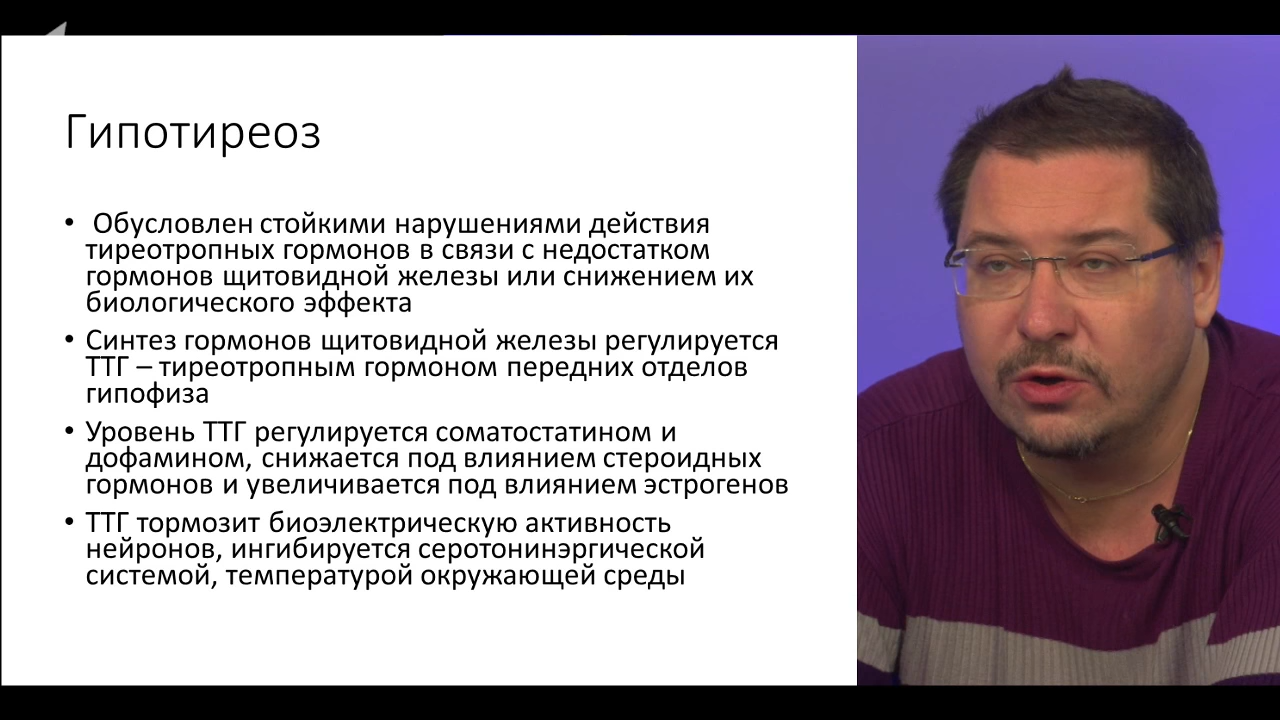 Гипотиреоз
• Обусловлен стойкими нарушениями действия
тиреотропных гормонов в связи с недостатком
гормонов щитовидной железы или снижением их
биологического эффекта
• Синтез гормонов щитовидной железы регулируется
ТТГ – тиреотропным гормоном передних отделов
гипофиза
• Уровень ТТГ регулируется соматостатином и
дофамином, снижается под влиянием стероидных
гормонов и увеличивается под влиянием эстрогенов
• ТТГ тормозит биоэлектрическую активность
нейронов, ингибируется серотонинэргической
системой, температурой окружающей среды